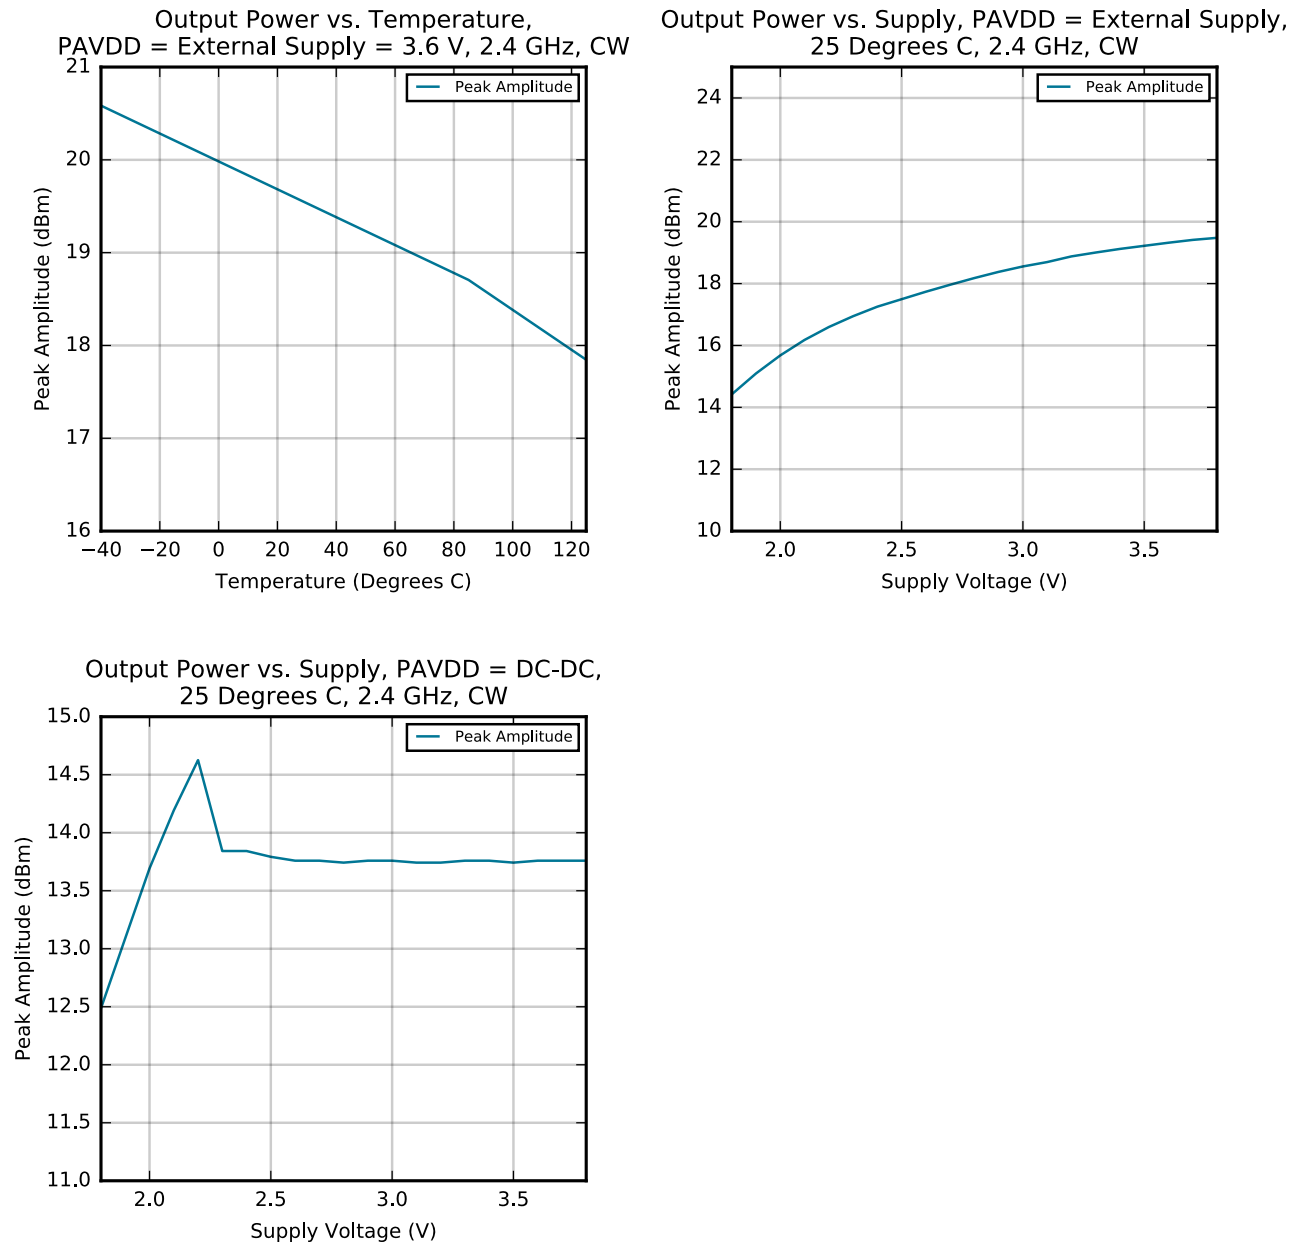 Output Power vs. Temperature,
PAVDD = External Supply = 3.6 V, 2.4 GHz, CW
21
20
19
18
17
16
Peak Amplitude (dBm)
Peak Amplitude
−40 −20 0 20 40 60 80 100 120
Temperature (Degrees C)
Output Power vs. Supply, PAVDD = External Supply,
25 Degrees C, 2.4 GHz, CW
24
22
20
18
16
14
12
10
Peak Amplitude (dBm)
Peak Amplitude
2.0 2.5 3.0 3.5
Supply Voltage (V)
Output Power vs. Supply, PAVDD = DC-DC,
25 Degrees C, 2.4 GHz, CW
15.0
14.5
14.0
13.5
13.0
12.5
12.0
11.5
11.0
Peak Amplitude (dBm)
Peak Amplitude
2.0 2.5 3.0 3.5
Supply Voltage (V)